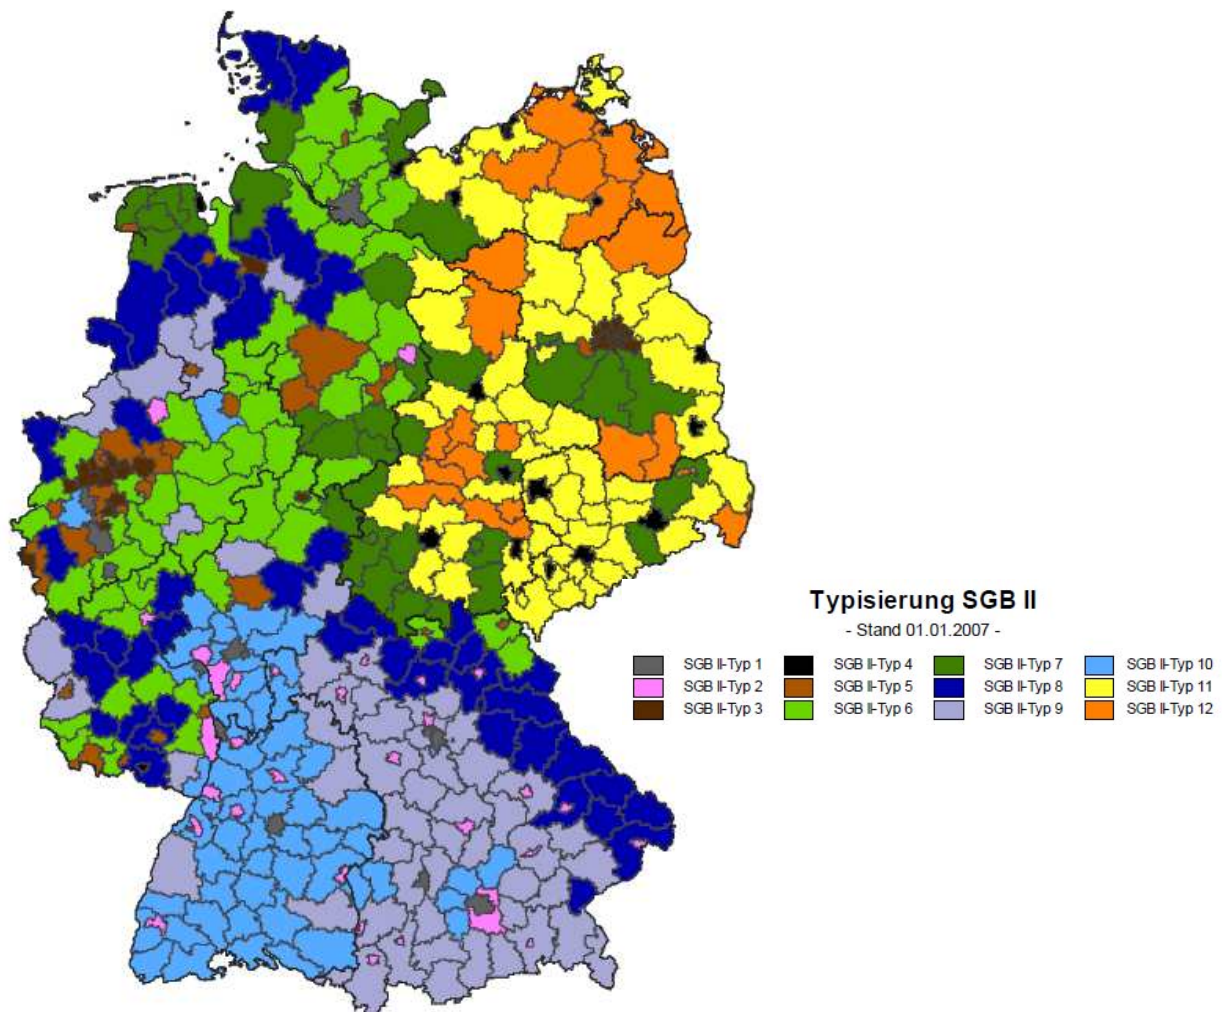 Typisierung SGB II
- Stand 01.01.2007 -
SGB II-Typ 1 SGB II-Typ 4 SGB II-Typ 7 SGB II-Typ 10
SGB II-Typ 2 SGB II-Typ 5 SGB II-Typ 8 SGB II-Typ 11
SGB II-Typ 3 SGB II-Typ 6 SGB II-Typ 9 SGB II-Typ 12